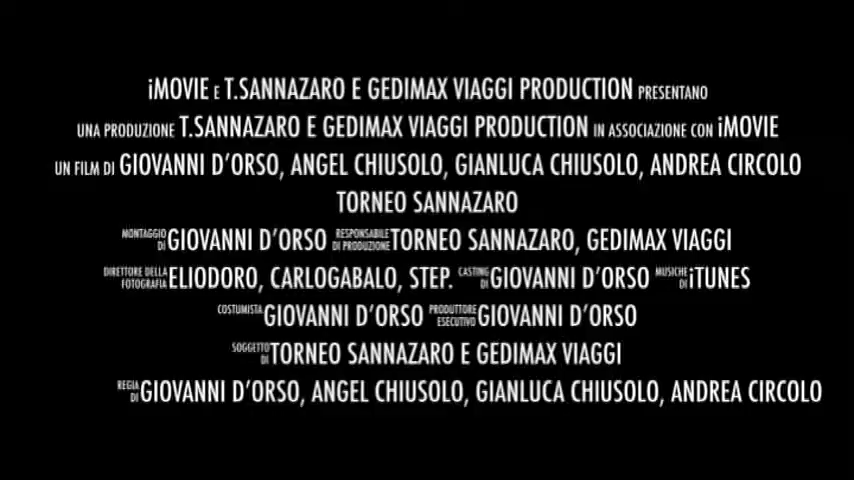 iMOVIE E T.SANNAZARO E GEDIMAX VIAGGI PRODUCTION PRESENTANO
UNA PRODUZIONE T.SANNAZARO E GEDIMAX VIAGGI PRODUCTION IN ASSOCIAZIONE CON iMOVIE
UN FILM DI GIOVANNI D'ORSO, ANGEL CHIUSOLO, GIANLUCA CHIUSOLO, ANDREA CIRCOLO
TORNEO SANNAZARO
MONTAGGIO DI GIOVANNI D'ORSO RESPONSABILE DI PRODUZIONE TORNEO SANNAZARO, GEDIMAX VIAGGI
DIRETTORE DELLA FOTOGRAFIA ELIODORO, CARLOGABALO, STEP. CASTING DI GIOVANNI D'ORSO MUSICHE DI iTUNES
COSTUMISTA GIOVANNI D'ORSO PRODUTTORE ESECUTIVO GIOVANNI D'ORSO
SOGGETTO DI TORNEO SANNAZARO E GEDIMAX VIAGGI
REGIA DI GIOVANNI D'ORSO, ANGEL CHIUSOLO, GIANLUCA CHIUSOLO, ANDREA CIRCOLO